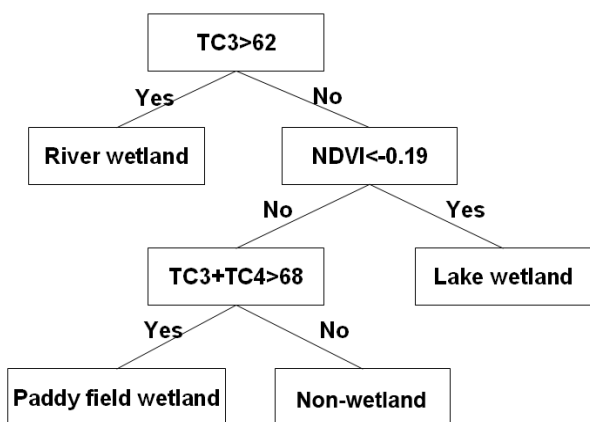 TC3>62
Yes
No
River wetland
NDVI<-0.19
No
Yes
TC3+TC4>68
Lake wetland
Yes
No
Paddy field wetland
Non-wetland